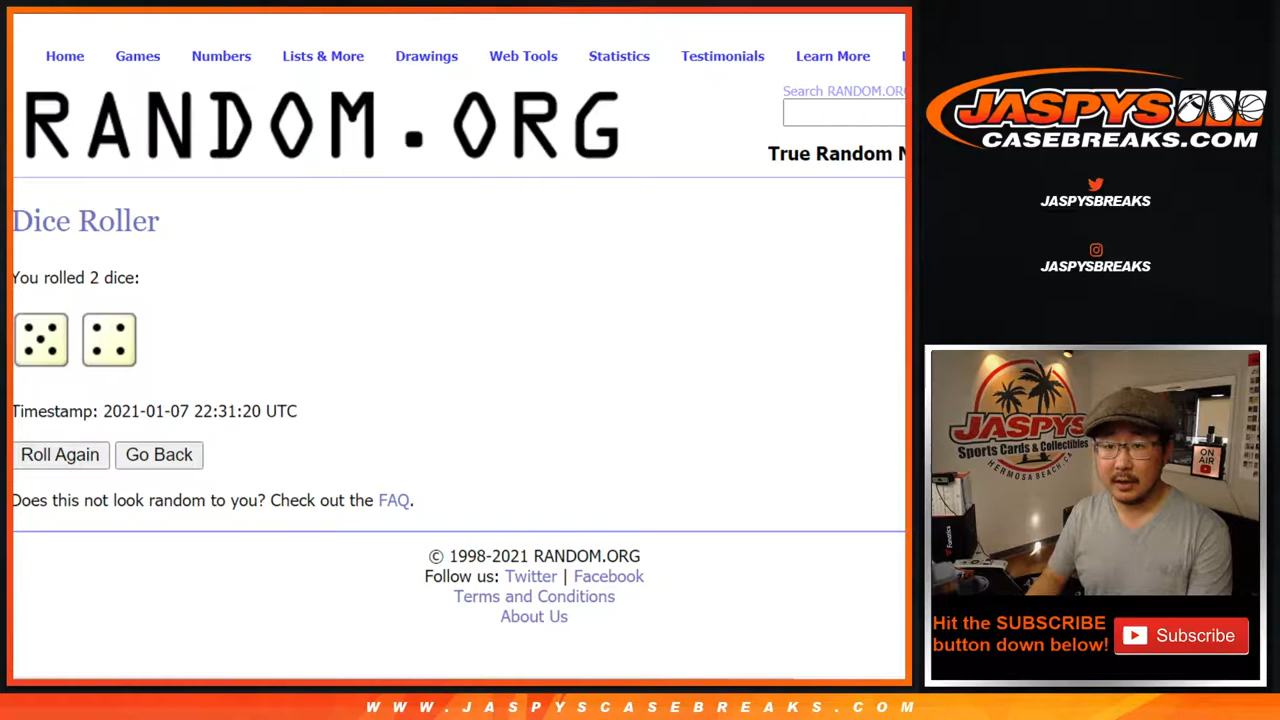 Home Games Numbers Lists & More Drawings Web Tools Statistics Testimonials Learn More
RANDOM.ORG
Search RANDOM.ORG
True Random N
Dice Roller
You rolled 2 dice:
Timestamp: 2021-01-07 22:31:20 UTC
Roll Again Go Back
Does this not look random to you? Check out the FAQ.
© 1998-2021 RANDOM.ORG
Follow us: Twitter | Facebook
Terms and Conditions
About Us
JASPYS
CASEBREAKS.COM
JASPYSBREAKS
JASPYSBREAKS
JASPYS
Sports Cards & Collectibles
HERMOSA BEACH, CA
ON
AIR
Fanatics
Hit the SUBSCRIBE
button down below!
Subscribe
WWW.JASPYSCASEBREAKS.COM